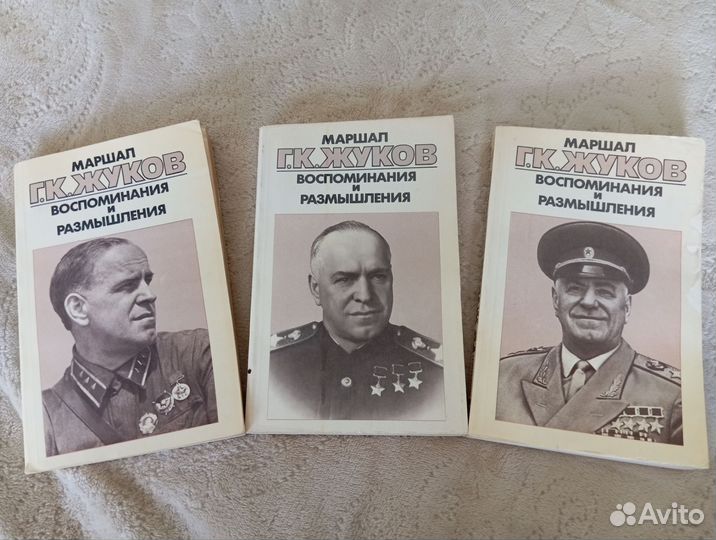 МАРШАЛ
Г.К. ЖУКОВ
ВОСПОМИНАНИЯ
И
РАЗМЫШЛЕНИЯ
МАРШАЛ
Г.К. ЖУКОВ
ВОСПОМИНАНИЯ
И
РАЗМЫШЛЕНИЯ
МАРШАЛ
Г.К. ЖУКОВ
ВОСПОМИНАНИЯ
И
РАЗМЫШЛЕНИЯ
Avito